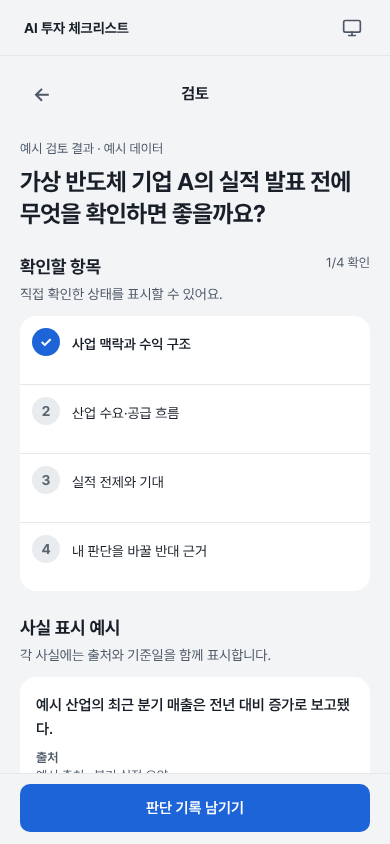 AI 투자 체크리스트
검토
예시 검토 결과 · 예시 데이터
가상 반도체 기업 A의 실적 발표 전에
무엇을 확인하면 좋을까요?
확인할 항목
1/4 확인
직접 확인한 상태를 표시할 수 있어요.
사업 맥락과 수익 구조
2 산업 수요·공급 흐름
3 실적 전제와 기대
4 내 판단을 바꿀 반대 근거
사실 표시 예시
각 사실에는 출처와 기준일을 함께 표시합니다.
예시 산업의 최근 분기 매출은 전년 대비 증가로 보고됐
다.
출처
판단 기록 남기기